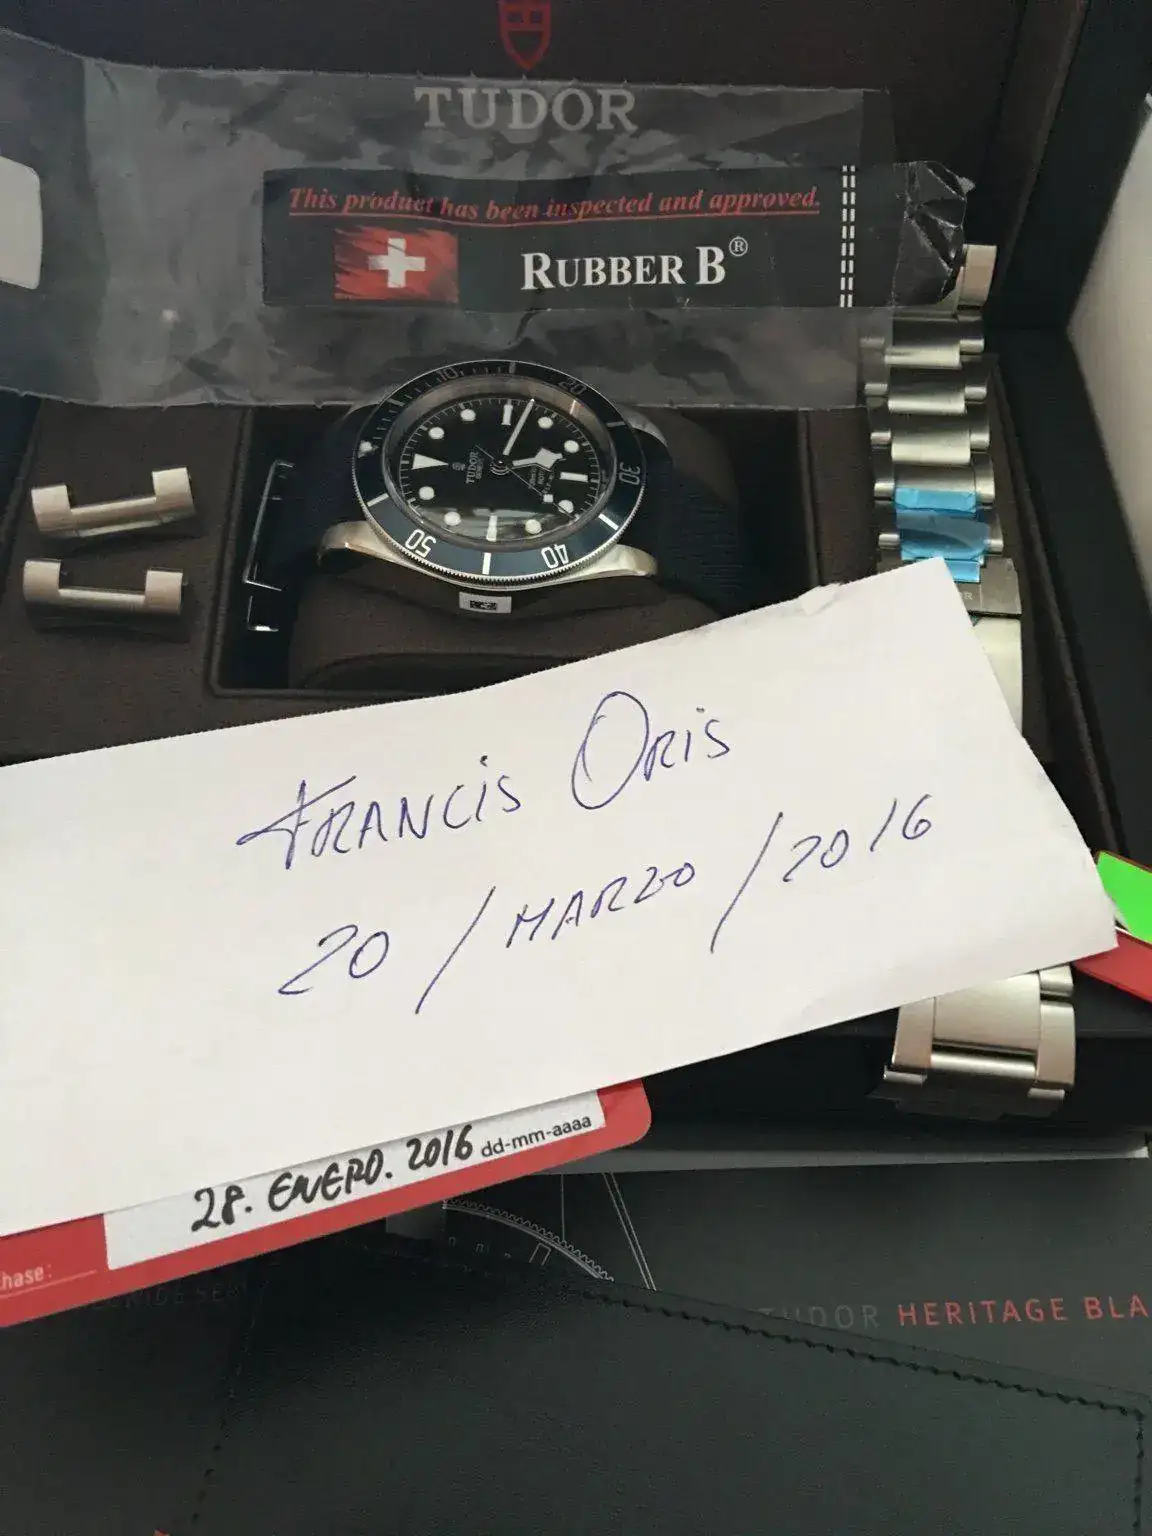 TUDOR
This product has been inspected and approved.
RUBBER B®
10
20
30
40
50
TUDOR
FRANCIS ORIS
20 / MARZO / 2016
28. ENERO. 2016 dd-mm-aaaa
hase:
TUDOR HERITAGE BLA